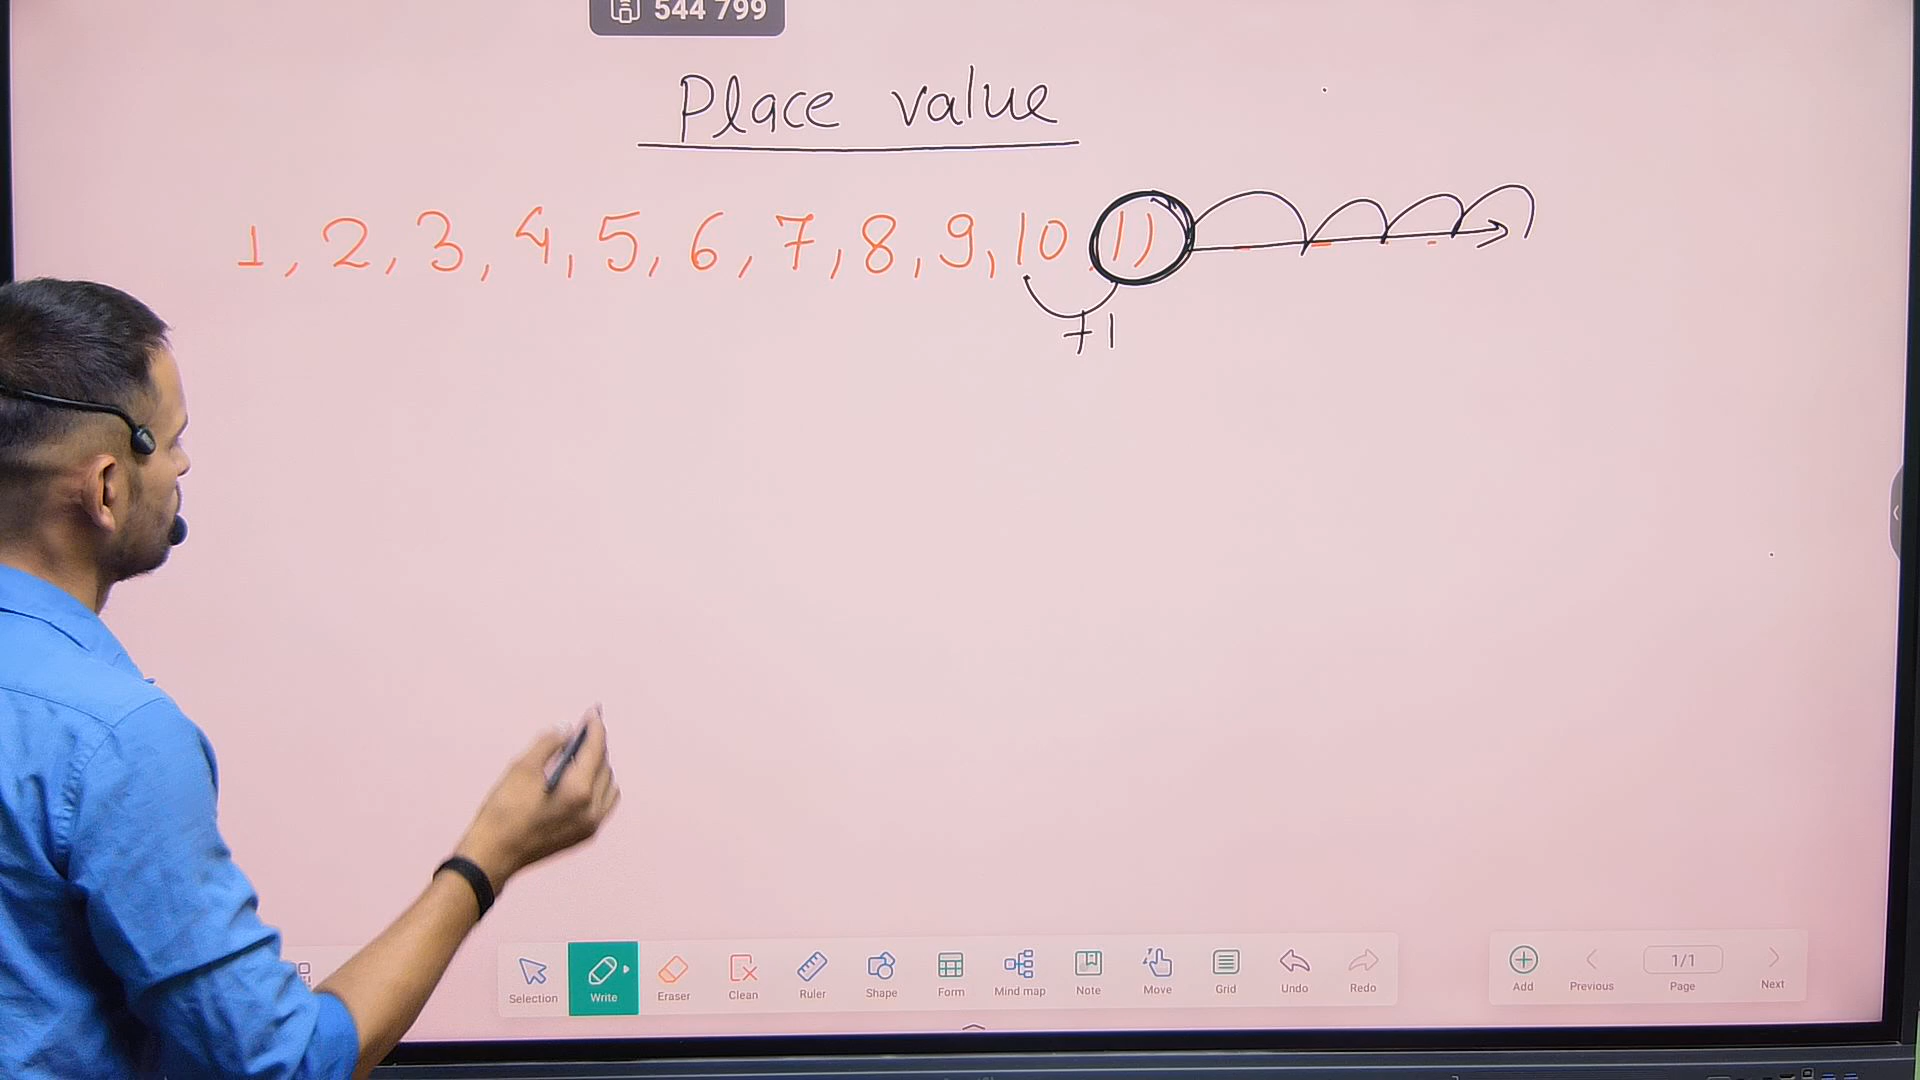 544 799
Place value
1, 2, 3, 4, 5, 6, 7, 8, 9, 10, 11
+1
Selection Write Eraser Clean Ruler Shape Form Mind map Note Move Grid Undo Redo
Add Previous 1/1 Page Next